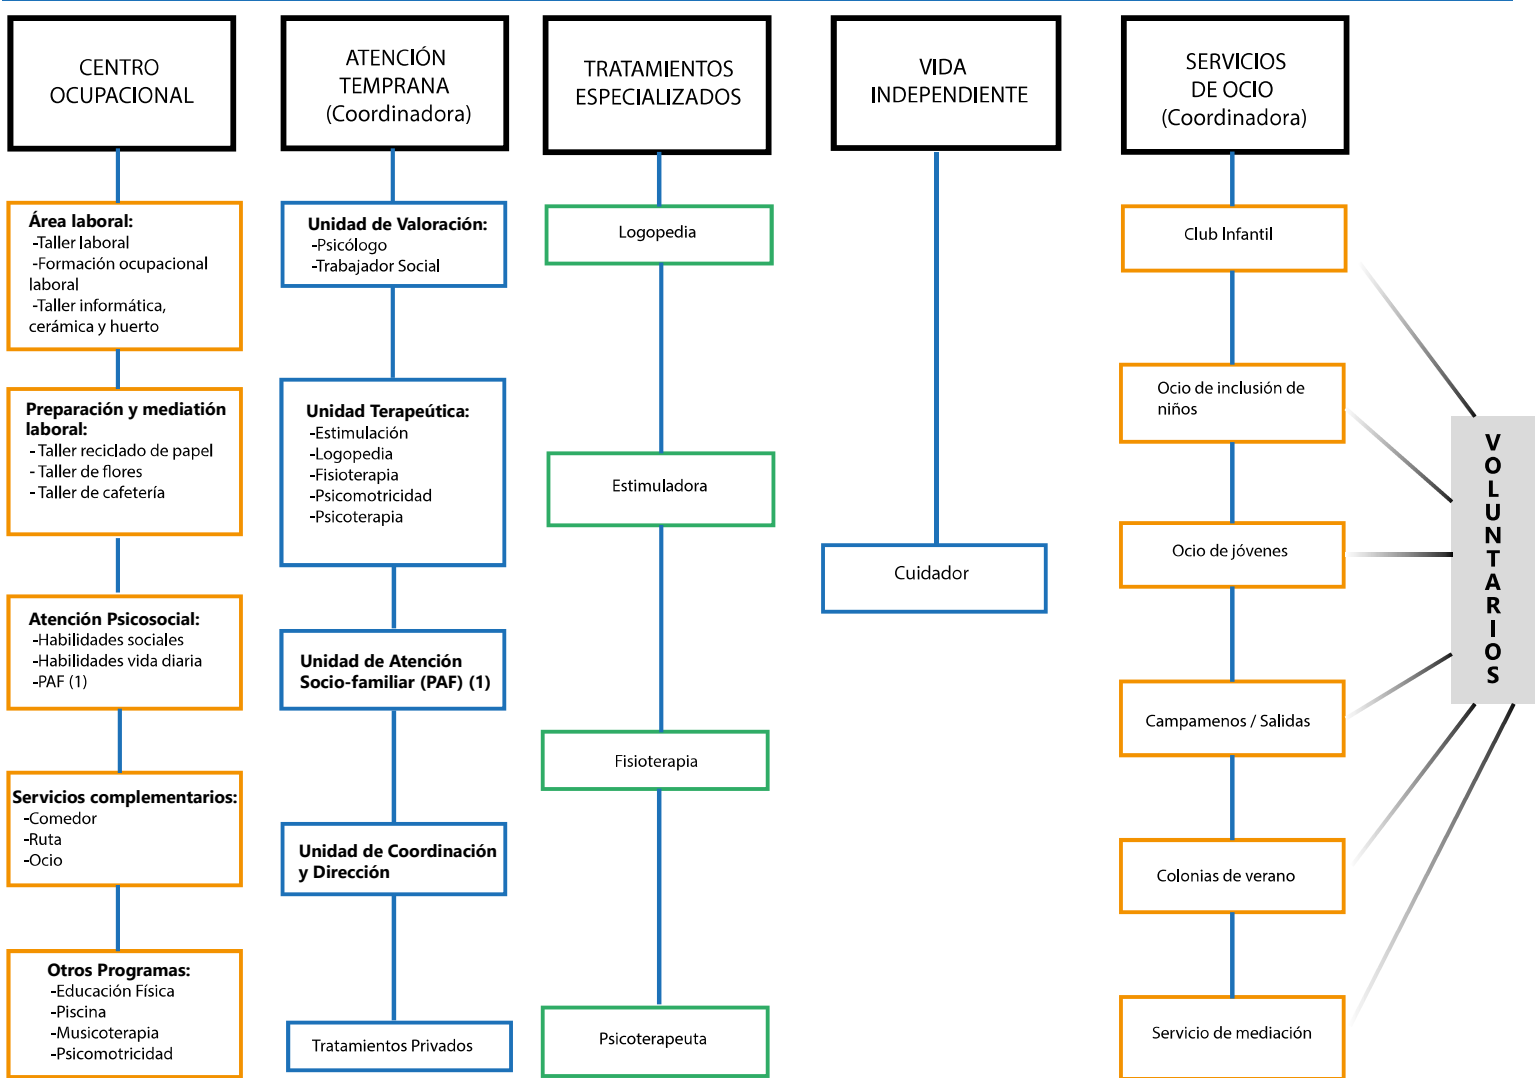 CENTRO
OCUPACIONAL
Área laboral:
-Taller laboral
-Formación ocupacional
laboral
-Taller informática,
cerámica y huerto
Preparación y mediatión
laboral:
- Taller reciclado de papel
- Taller de flores
- Taller de cafetería
Atención Psicosocial:
-Habilidades sociales
-Habilidades vida diaria
-PAF (1)
Servicios complementarios:
-Comedor
-Ruta
-Ocio
Otros Programas:
-Educación Física
-Piscina
-Musicoterapia
-Psicomotricidad
ATENCIÓN
TEMPRANA
(Coordinadora)
Unidad de Valoración:
-Psicólogo
-Trabajador Social
Unidad Terapeútica:
-Estimulación
-Logopedia
-Fisioterapia
-Psicomotricidad
-Psicoterapia
Unidad de Atención
Socio-familiar (PAF) (1)
Unidad de Coordinación
y Dirección
Tratamientos Privados
TRATAMIENTOS
ESPECIALIZADOS
Logopedia
Estimuladora
Fisioterapia
Psicoterapeuta
VIDA
INDEPENDIENTE
Cuidador
SERVICIOS
DE OCIO
(Coordinadora)
Club Infantil
Ocio de inclusión de
niños
Ocio de jóvenes
Campamenos / Salidas
Colonias de verano
Servicio de mediación
VOLUNTARIOS